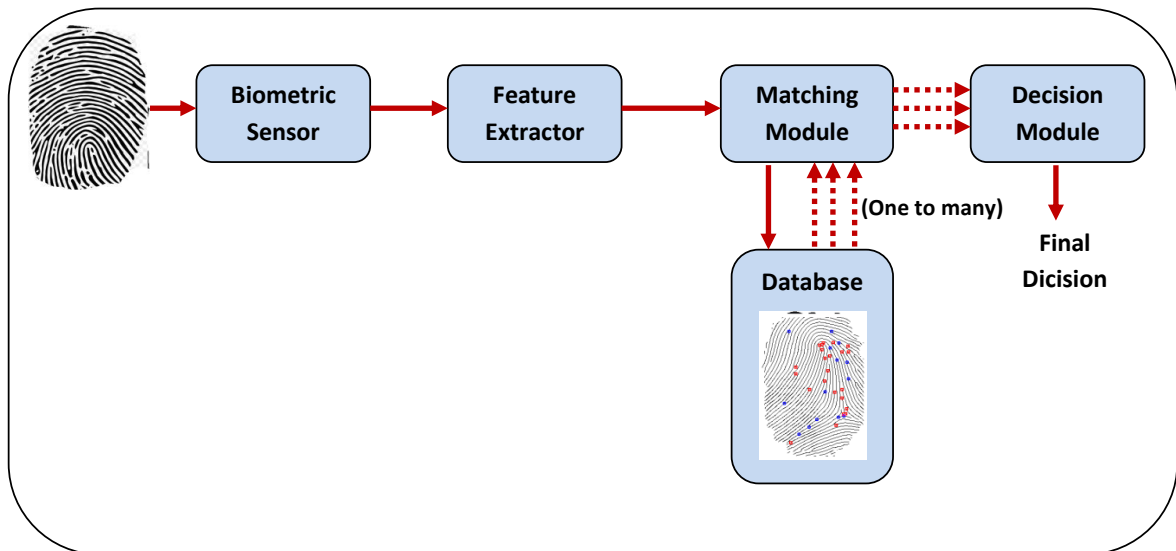 Biometric
Sensor
Feature
Extractor
Matching
Module
Decision
Module
(One to many)
Final
Dicision
Database